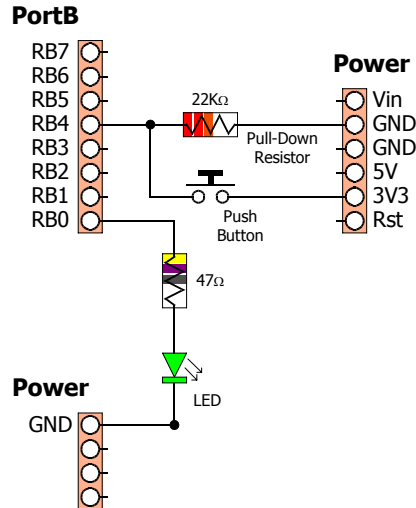 PortB
RB7
RB6
RB5
RB4
RB3
RB2
RB1
RB0
22KΩ
Pull-Down
Resistor
Push
Button
Power
Vin
GND
GND
5V
3V3
Rst
47Ω
LED
Power
GND